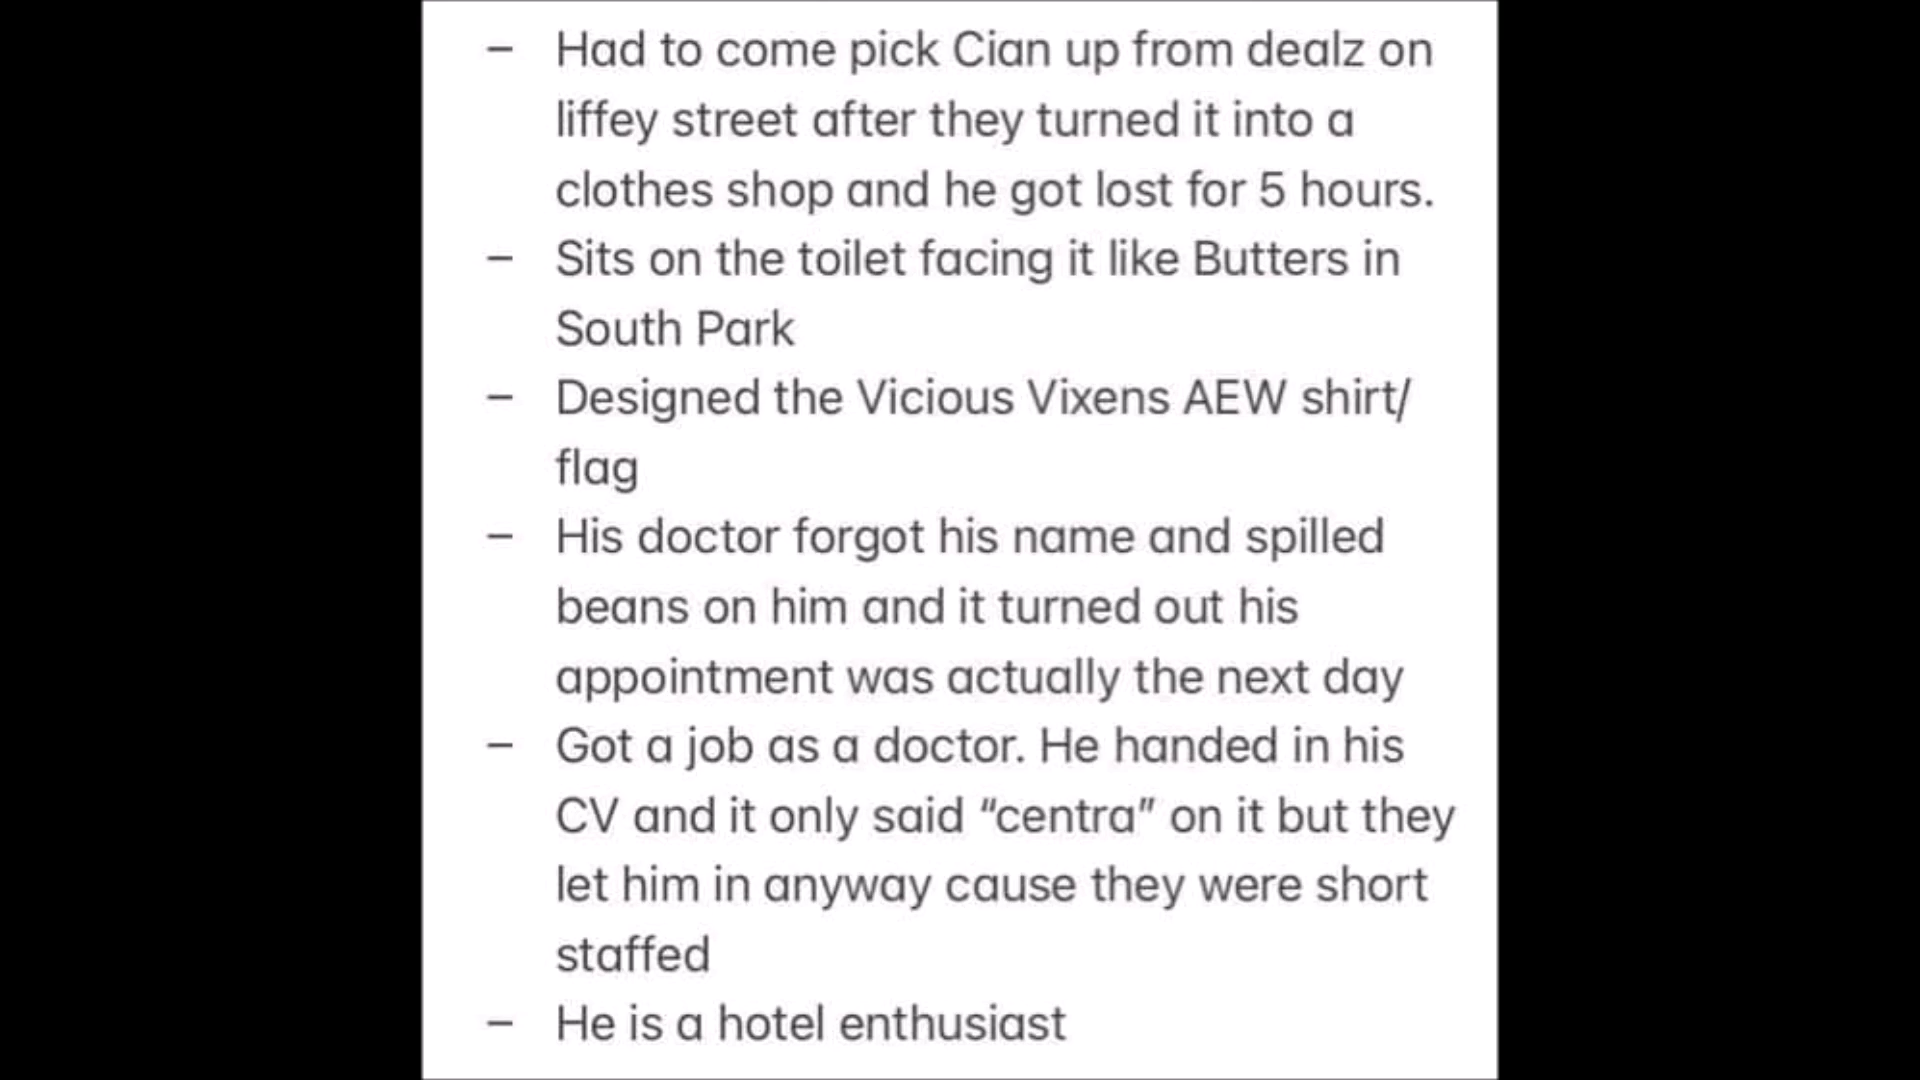 – Had to come pick Cian up from dealz on
liffey street after they turned it into a
clothes shop and he got lost for 5 hours.
– Sits on the toilet facing it like Butters in
South Park
– Designed the Vicious Vixens AEW shirt/
flag
– His doctor forgot his name and spilled
beans on him and it turned out his
appointment was actually the next day
– Got a job as a doctor. He handed in his
CV and it only said “centra” on it but they
let him in anyway cause they were short
staffed
– He is a hotel enthusiast